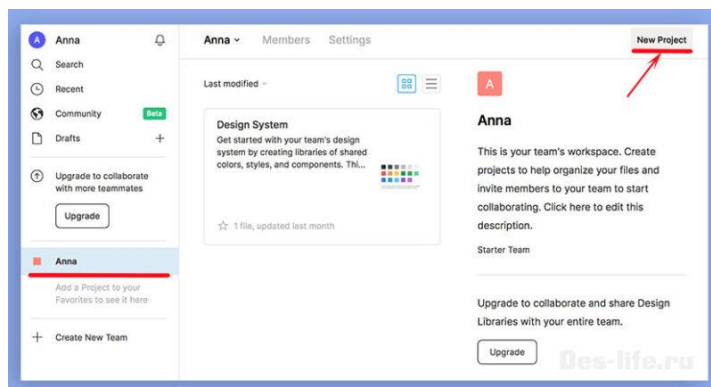 A Anna
Search
Recent
Community Beta
Drafts +
Upgrade to collaborate
with more teammates
Upgrade
Anna
Add a Project to your
Favorites to see it here
+ Create New Team
Anna Members Settings
New Project
Last modified
Design System
Get started with your team's design
system by creating libraries of shared
colors, styles, and components. Thi...
1 file, updated last month
A
Anna
This is your team's workspace. Create
projects to help organize your files and
invite members to your team to start
collaborating. Click here to edit this
description.
Starter Team
Upgrade to collaborate and share Design
Libraries with your entire team.
Upgrade
Des-life.ru